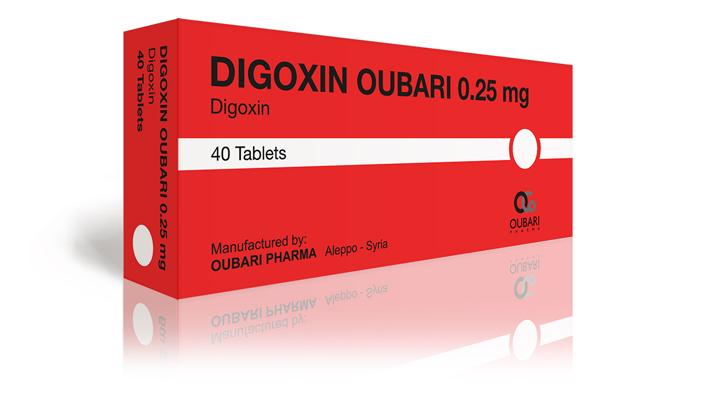 DIGOXIN OUBARI 0.25 mg
Digoxin
40 Tablets
DIGOXIN OUBARI 0.25 mg
Digoxin
40 Tablets
OUBARI
PHARMA
Manufactured by:
OUBARI PHARMA Aleppo - Syria